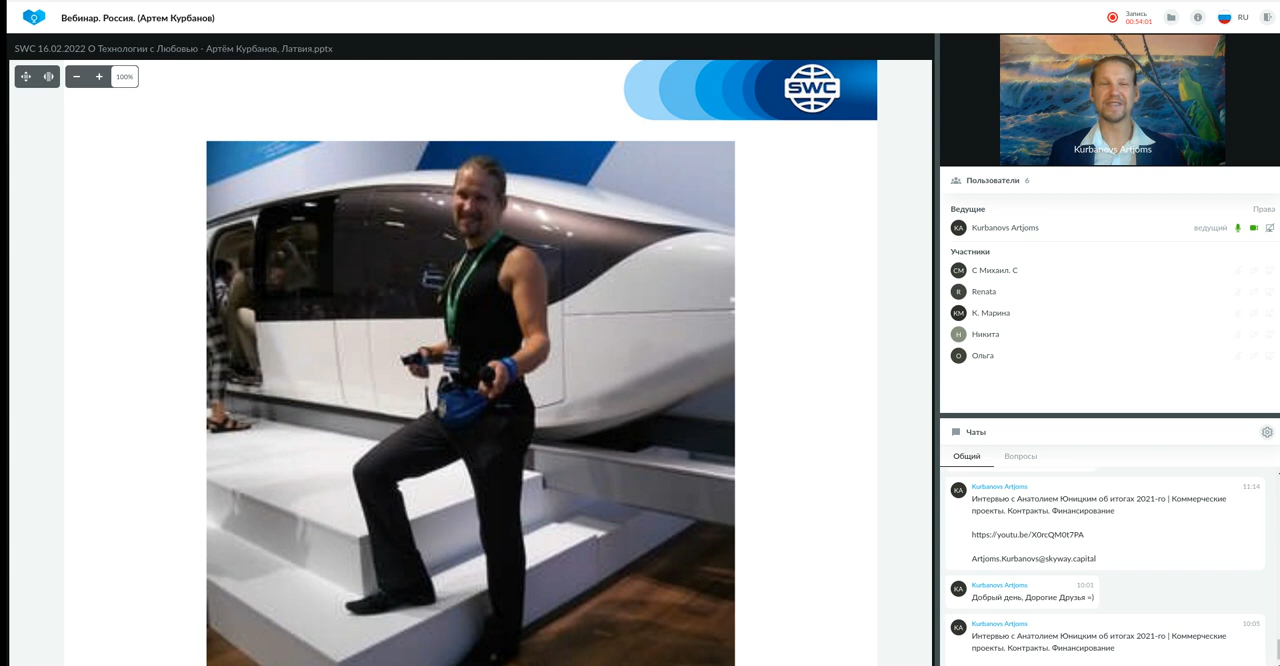 Вебинар. Россия. (Артем Курбанов)
Запись
00:54:01
RU
SWC 16.02.2022 О Технологии с Любовью - Артём Курбанов, Латвия.pptx
100%
SWC
Kurbanovs Artjoms
Пользователи 6
Ведущие Права
KA Kurbanovs Artjoms ведущий
Участники
СМ С Михаил. С
R Renata
КМ К. Марина
Н Никита
О Ольга
Чаты
Общий Вопросы
KA Kurbanovs Artjoms 11:14
Интервью с Анатолием Юницким об итогах 2021-го | Коммерческие
проекты. Контракты. Финансирование
https://youtu.be/X0rcQM0t7PA
Artjoms.Kurbanovs@skyway.capital
KA Kurbanovs Artjoms 10:01
Добрый день, Дорогие Друзья =)
KA Kurbanovs Artjoms 10:05
Интервью с Анатолием Юницким об итогах 2021-го | Коммерческие
проекты. Контракты. Финансирование